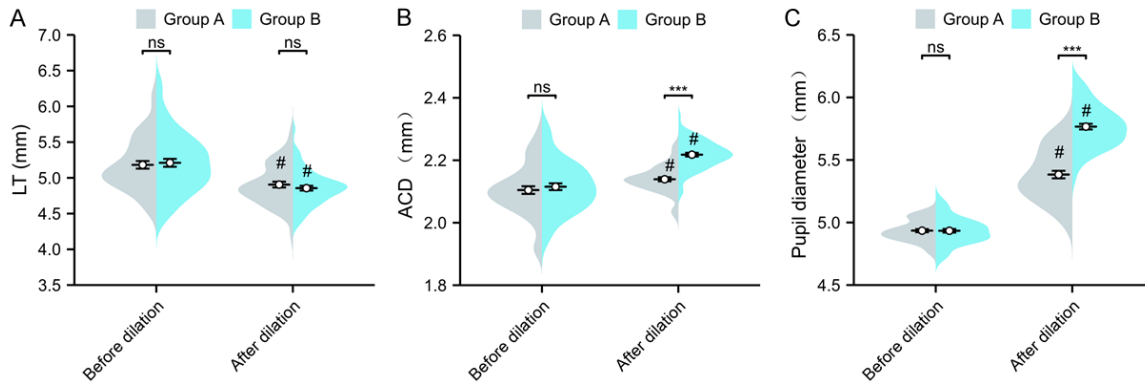 A
Group A
Group B
7.0
6.5
6.0
5.5
5.0
4.5
4.0
3.5
LT (mm)
ns
ns
#
#
Before dilation
After dilation
B
Group A
Group B
2.6
2.4
2.2
2.0
1.8
ACD (mm)
ns
***
#
#
Before dilation
After dilation
C
Group A
Group B
6.5
6.0
5.5
5.0
4.5
Pupil diameter (mm)
ns
***
#
#
Before dilation
After dilation